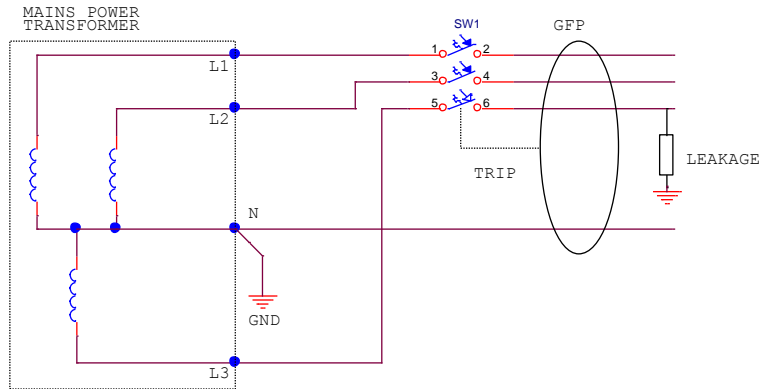 MAINS POWER
TRANSFORMER
SW1
GFP
L1
1
2
3
4
L2
5
6
LEAKAGE
TRIP
N
GND
L3